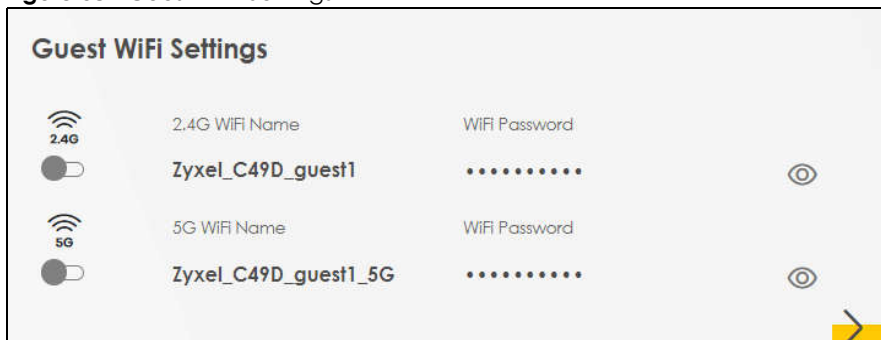 Guest WiFi Settings
2.4G WiFi Name WiFi Password
2.4G
Zyxel_C49D_guest1 ••••••••••
5G WiFi Name WiFi Password
5G
Zyxel_C49D_guest1_5G ••••••••••